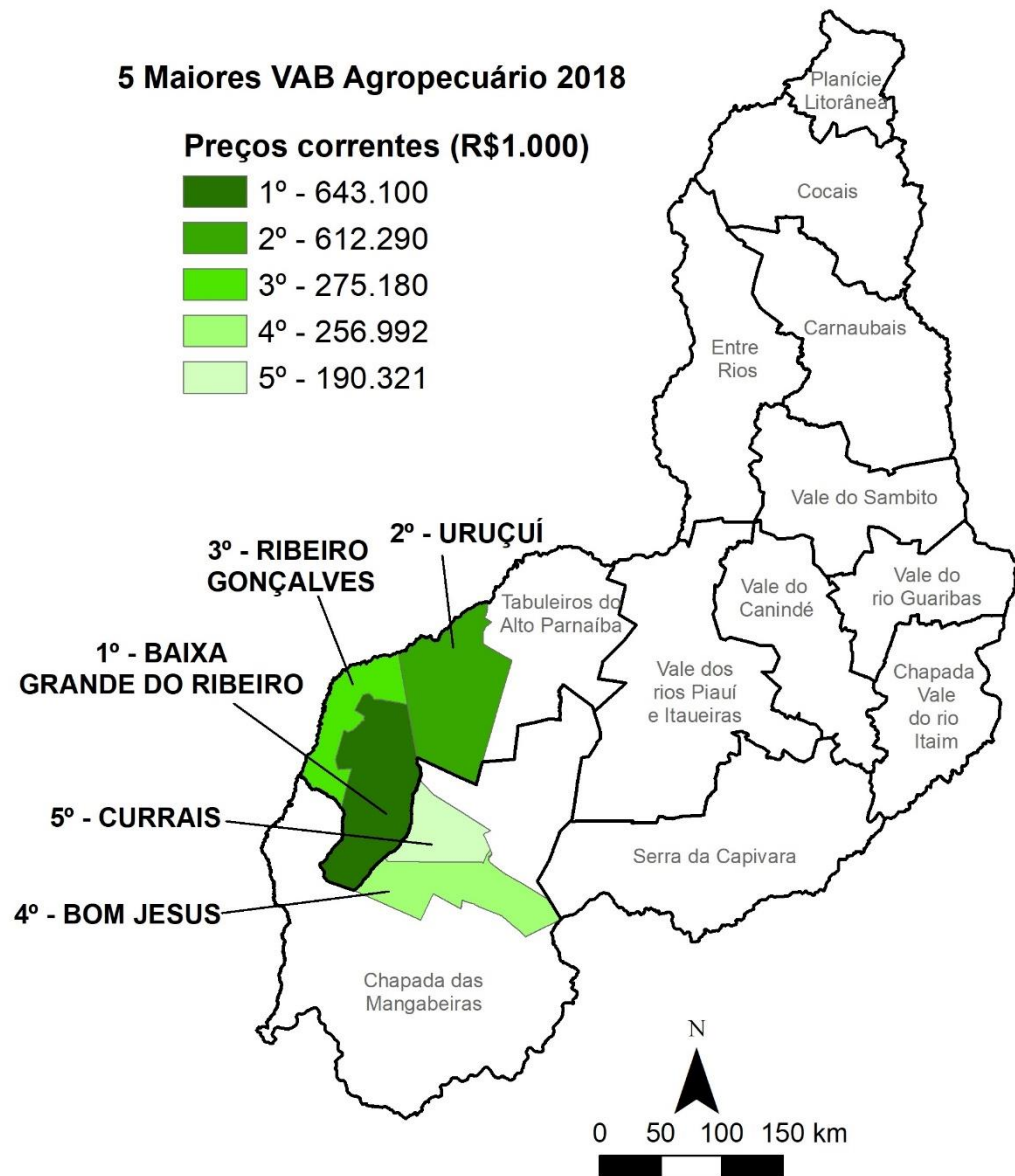 5 Maiores VAB Agropecuário 2018
Preços correntes (R$1.000)
1º - 643.100
2º - 612.290
3º - 275.180
4º - 256.992
5º - 190.321
Planície
Litorânea
Cocais
Carnaubais
Entre
Rios
Vale do Sambito
2º - URUÇUÍ
3º - RIBEIRO
GONÇALVES
Tabuleiros do
Alto Parnaíba
Vale do
Canindé
Vale do
rio Guaribas
1º - BAIXA
GRANDE DO RIBEIRO
Vale dos
rios Piauí
e Itaueiras
Chapada
Vale
do rio
Itaim
5º - CURRAIS
Serra da Capivara
4º - BOM JESUS
Chapada das
Mangabeiras
N
0 50 100 150 km